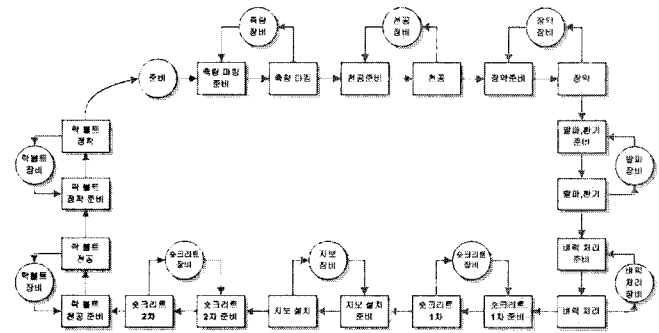 측량
장비
천공
장비
장약
장비
준비
측량 마킹
준비
측량 마킹
천공준비
천공
장약준비
장약
발파,환기
준비
발파
장비
발파,환기
버력 처리
준비
버력
처리
장비
버력 처리
숏크리트
장비
숏크리트
1차 준비
숏크리트
1차
지보
장비
지보 설치
준비
지보 설치
숏크리트
장비
숏크리트
2차 준비
숏크리트
2차
락 볼트
천공 준비
락볼트
장비
락 볼트
천공
락 볼트
정착 준비
락볼트
장비
락 볼트
정착